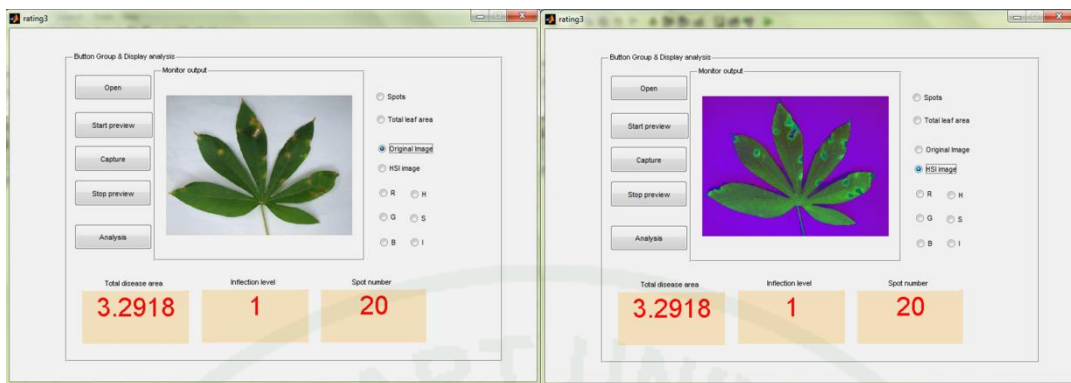 rating3
Button Group & Display analysis
Monitor output
Open
Start preview
Capture
Stop preview
Analysis
Spots
Total leaf area
Original Image
HSI image
R H
G S
B I
Total disease area
Inflection level
Spot number
3.2918
1
20
rating3
Button Group & Display analysis
Monitor output
Open
Start preview
Capture
Stop preview
Analysis
Spots
Total leaf area
Original Image
HSI image
R H
G S
B I
Total disease area
Inflection level
Spot number
3.2918
1
20